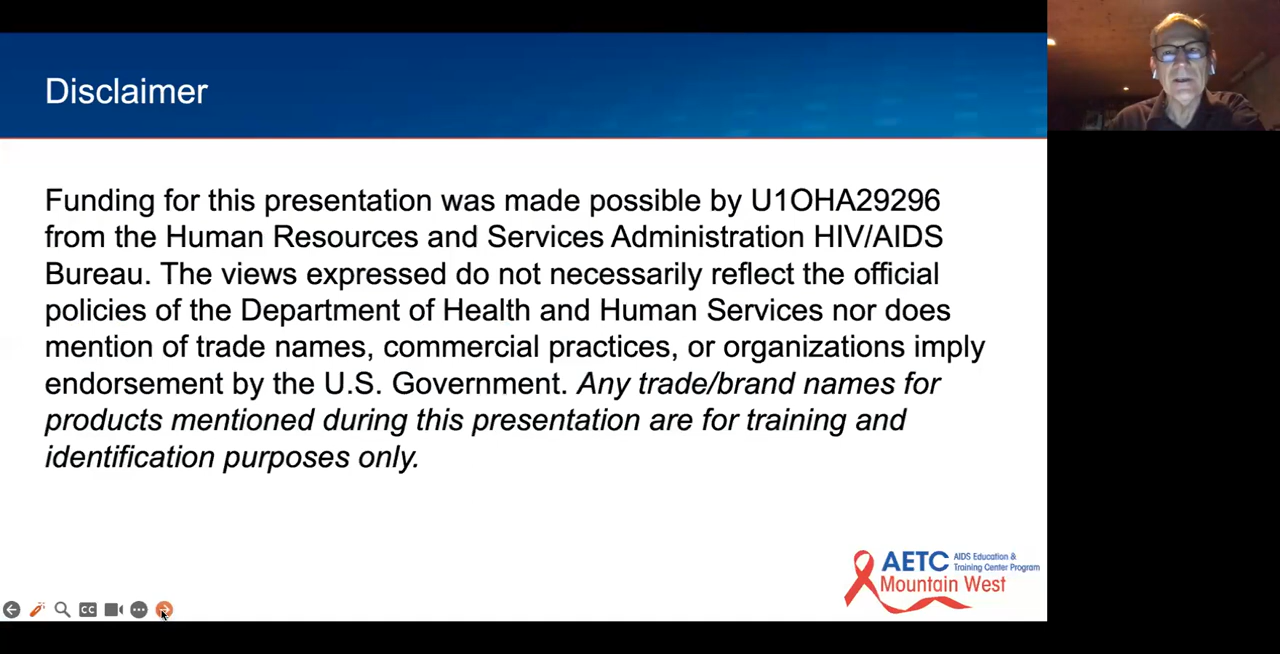 Disclaimer
Funding for this presentation was made possible by U1OHA29296
from the Human Resources and Services Administration HIV/AIDS
Bureau. The views expressed do not necessarily reflect the official
policies of the Department of Health and Human Services nor does
mention of trade names, commercial practices, or organizations imply
endorsement by the U.S. Government. Any trade/brand names for
products mentioned during this presentation are for training and
identification purposes only.
AETC AIDS Education &
Training Center Program
Mountain West
CC